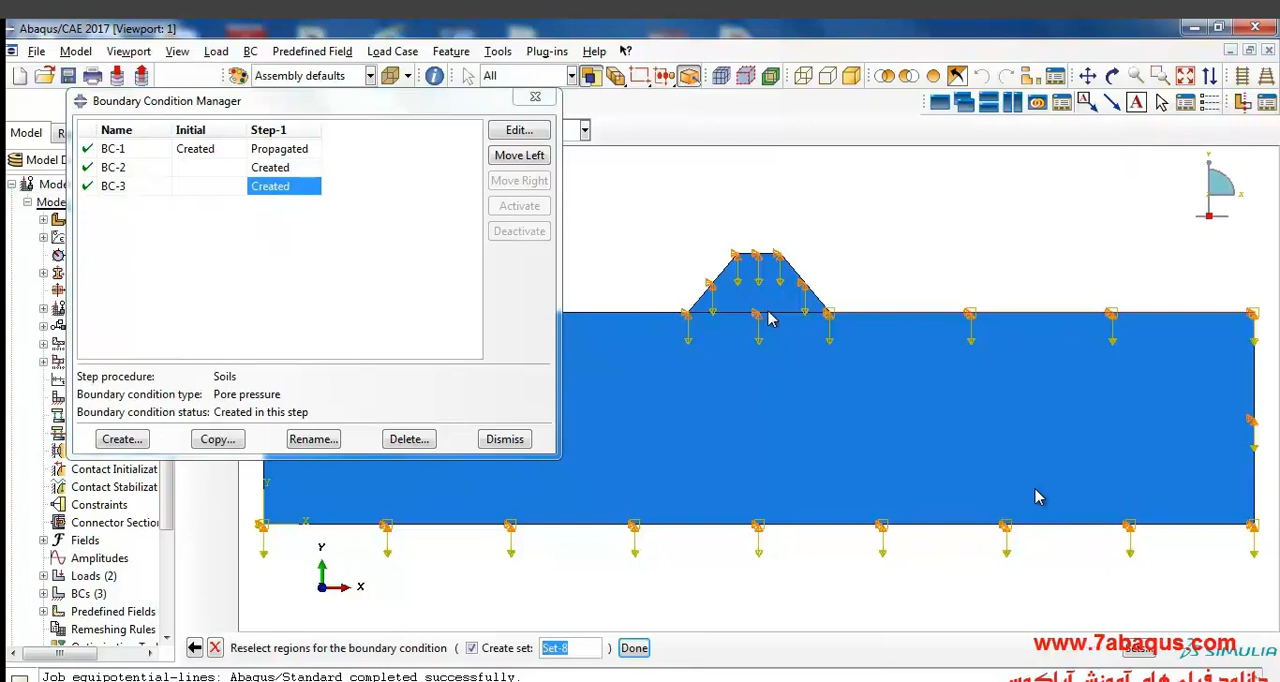 Abaqus/CAE 2017 [Viewport: 1]
File Model Viewport View Load BC Predefined Field Load Case Feature Tools Plug-ins Help
Assembly defaults
All
Boundary Condition Manager
Name Initial Step-1
BC-1 Created Propagated
BC-2 Created
BC-3 Created
Edit...
Move Left
Move Right
Activate
Deactivate
Step procedure: Soils
Boundary condition type: Pore pressure
Boundary condition status: Created in this step
Create... Copy... Rename... Delete... Dismiss
Model
Model
Contact Initializat
Contact Stabilizat
Constraints
Connector Section
Fields
Amplitudes
Loads (2)
BCs (3)
Predefined Fields
Remeshing Rules
Y
X
Y
X
Y
X
Reselect regions for the boundary condition ( Create set: Set-8 ) Done
www.7abaqus.com
SIMULIA
Job equipotential-lines: Abaqus/Standard completed successfully.